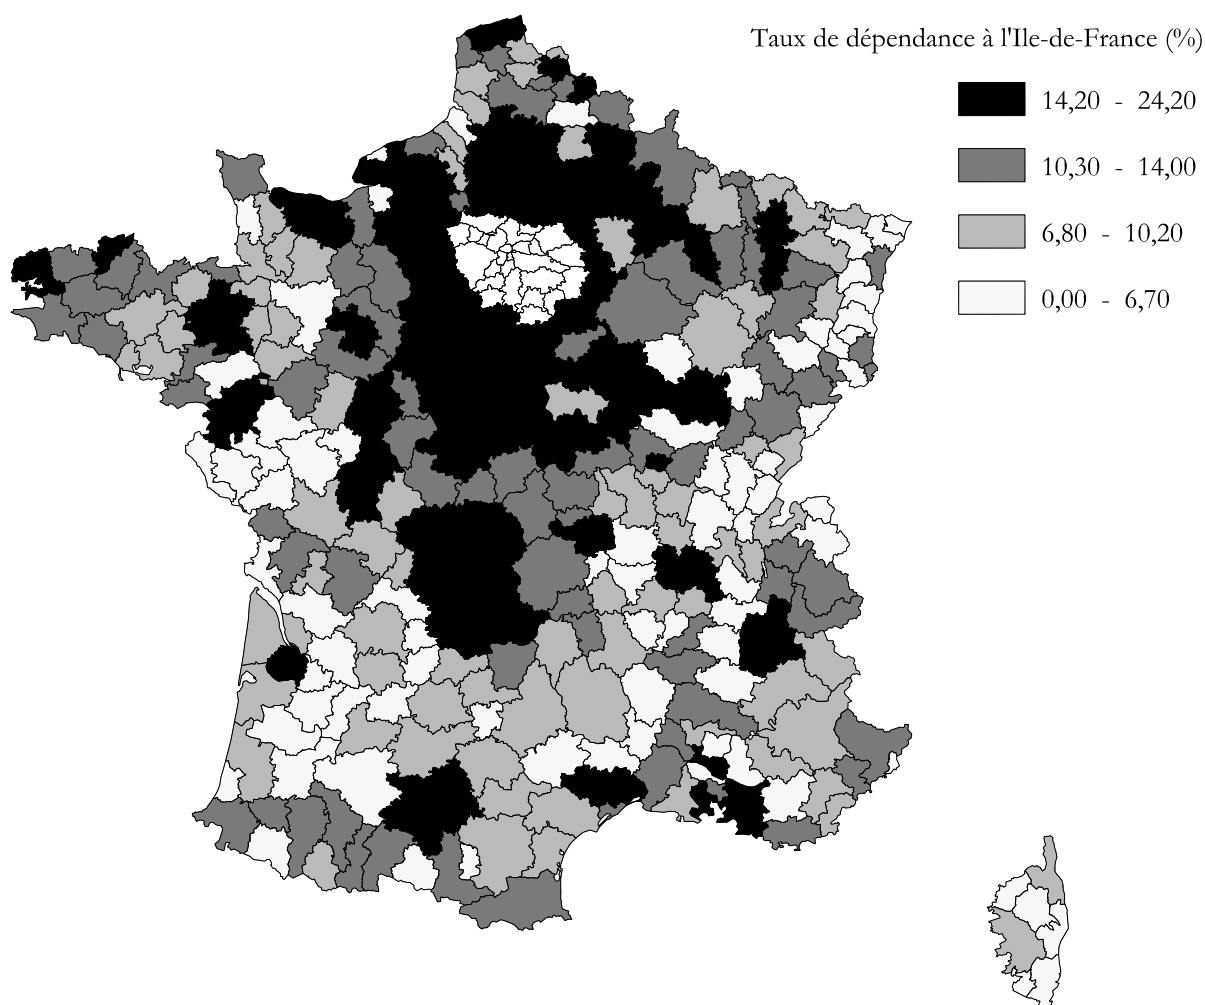 Taux de dépendance à l'Ile-de-France (%)
14,20 - 24,20
10,30 - 14,00
6,80 - 10,20
0,00 - 6,70